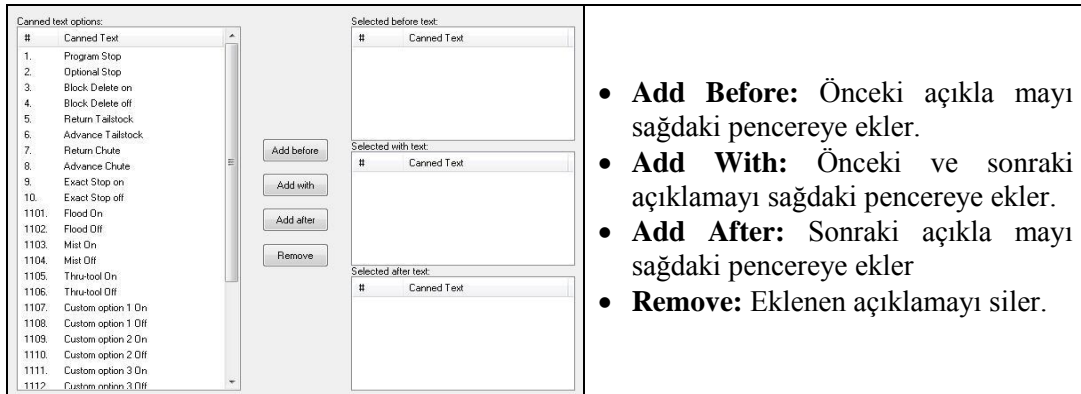 Canned text options:
# Canned Text
1. Program Stop
2. Optional Stop
3. Block Delete on
4. Block Delete off
5. Return Tailstock
6. Advance Tailstock
7. Return Chute
8. Advance Chute
9. Exact Stop on
10. Exact Stop off
1101. Flood On
1102. Flood Off
1103. Mist On
1104. Mist Off
1105. Thru-tool On
1106. Thru-tool Off
1107. Custom option 1 On
1108. Custom option 1 Off
1109. Custom option 2 On
1110. Custom option 2 Off
1111. Custom option 3 On
1112. Custom option 3 Off
Add before
Add with
Add after
Remove
Selected before text:
# Canned Text
Selected with text:
# Canned Text
Selected after text:
# Canned Text
• Add Before: Önceki açıkla mayı
sağdaki pencereye ekler.
• Add With: Önceki ve sonraki
açıklamayı sağdaki pencereye ekler.
• Add After: Sonraki açıkla mayı
sağdaki pencereye ekler
• Remove: Eklenen açıklamayı siler.